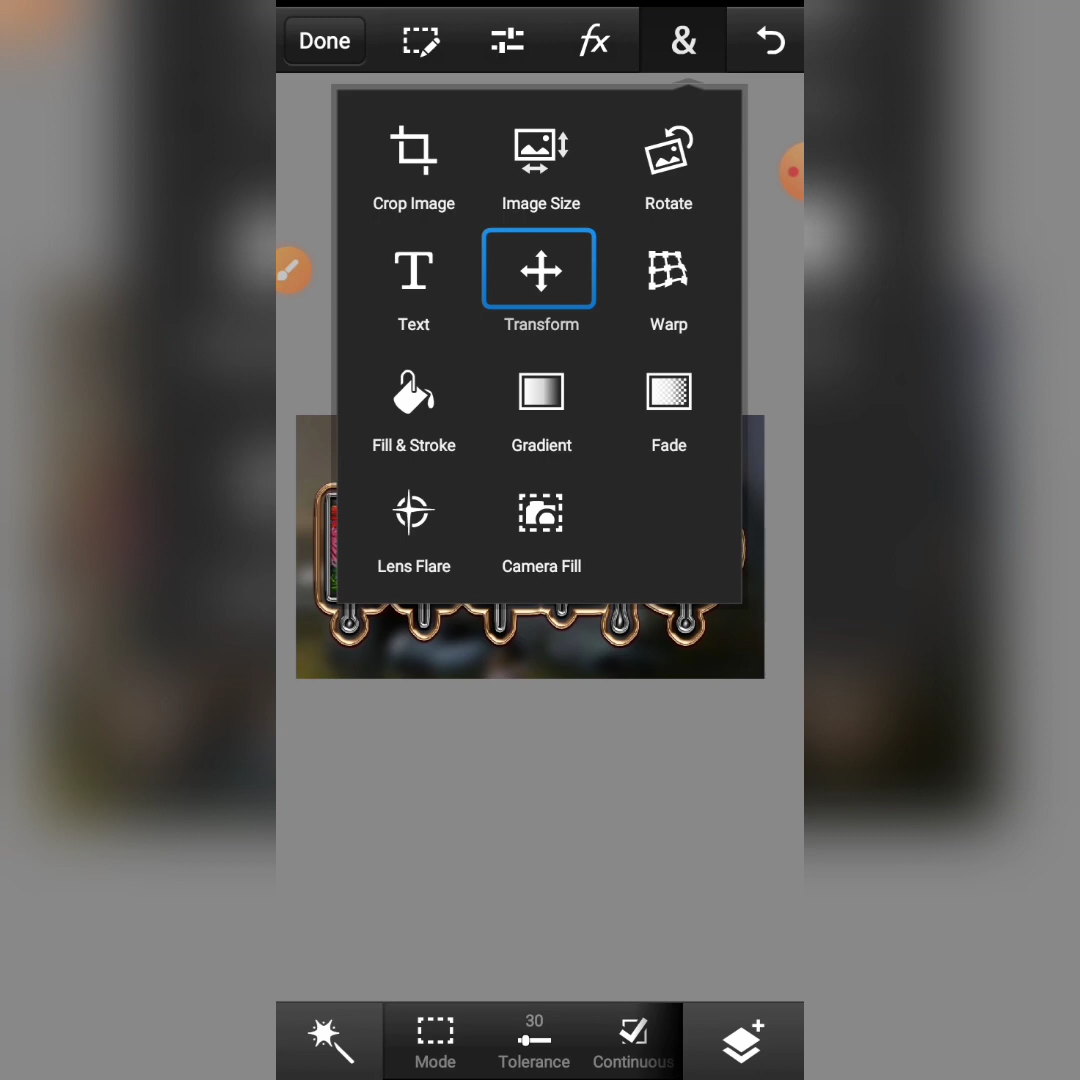 Done fx &
Crop Image Image Size Rotate
Text Transform Warp
Fill & Stroke Gradient Fade
Lens Flare Camera Fill
30
Mode Tolerance Continuous